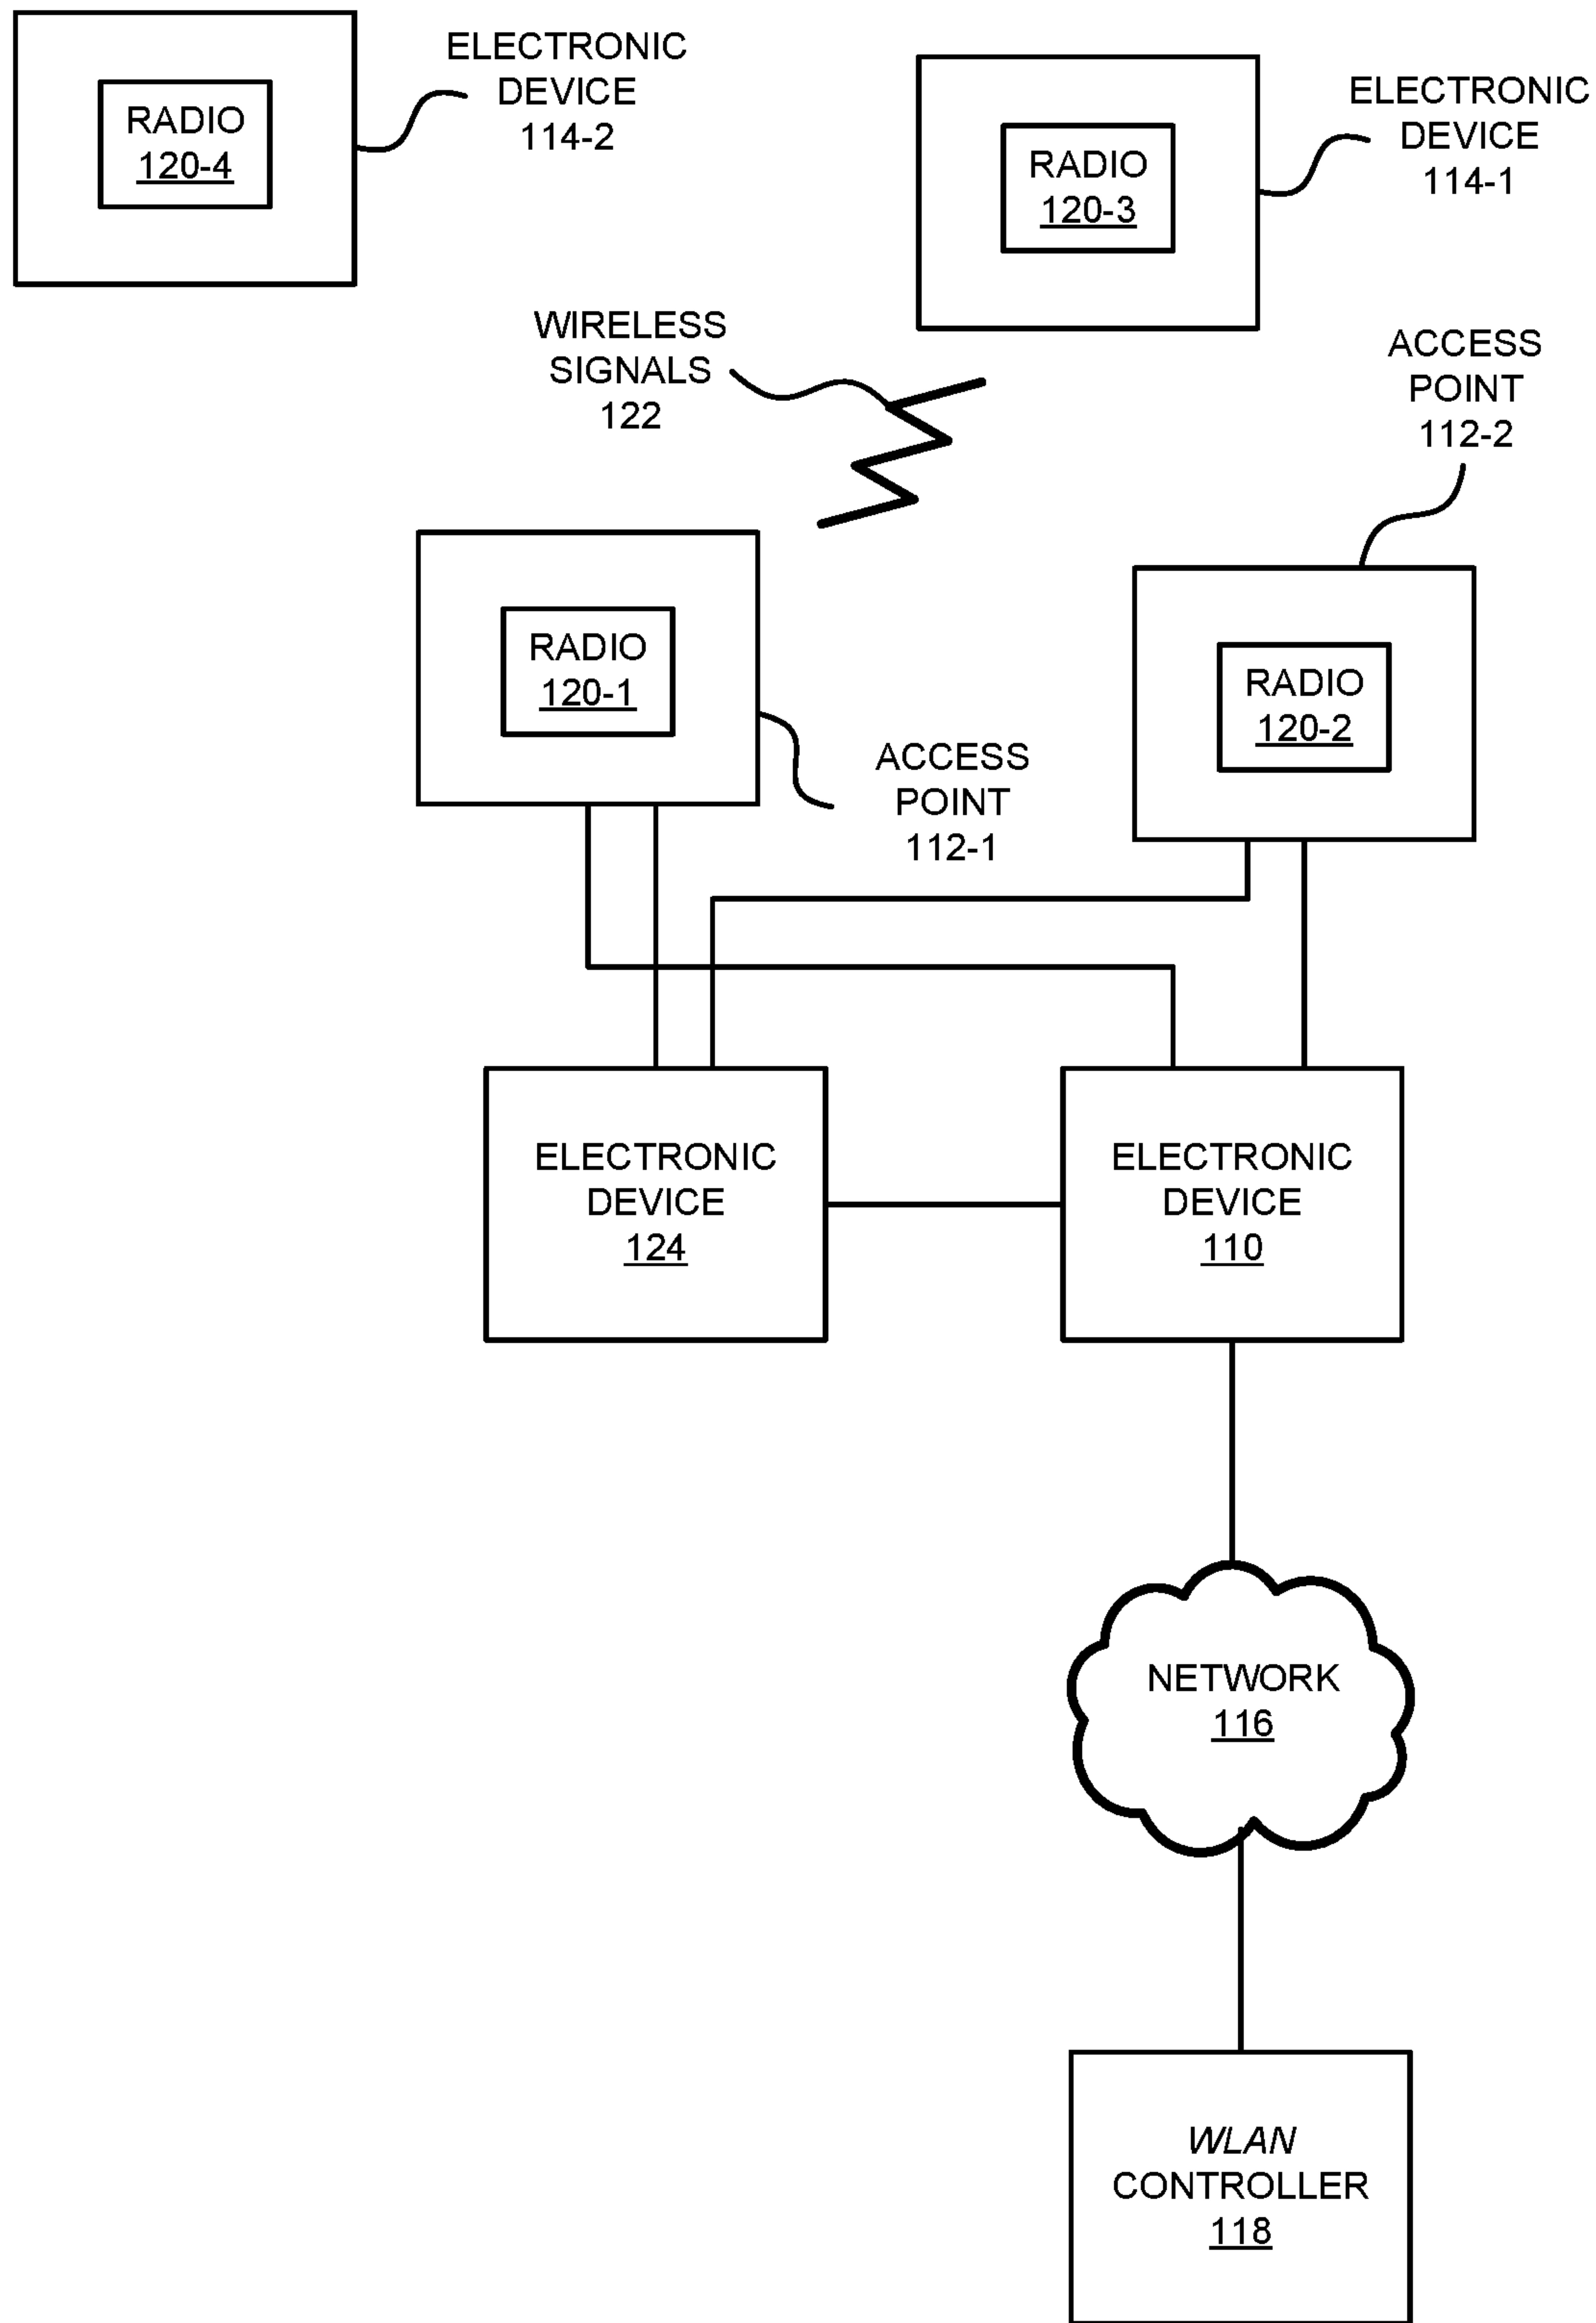 ELECTRONIC
DEVICE
114-2
RADIO
120-4
ELECTRONIC
DEVICE
114-1
RADIO
120-3
WIRELESS
SIGNALS
122
ACCESS
POINT
112-2
RADIO
120-1
RADIO
120-2
ACCESS
POINT
112-1
ELECTRONIC
DEVICE
124
ELECTRONIC
DEVICE
110
NETWORK
116
WLAN
CONTROLLER
118